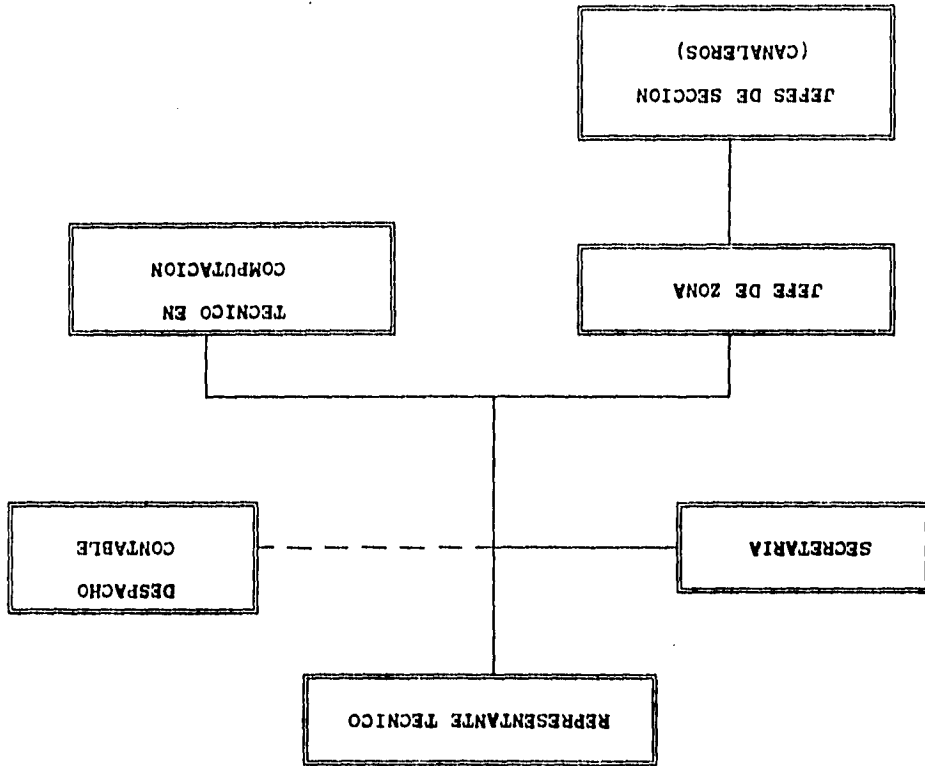 REPRESENTANTE TECNICO
SECRETARIA
DESPACHO
CONTABLE
JEFE DE ZONA
TECNICO EN
COMPUTACION
JEFES DE SECCION
(CANALEROS)